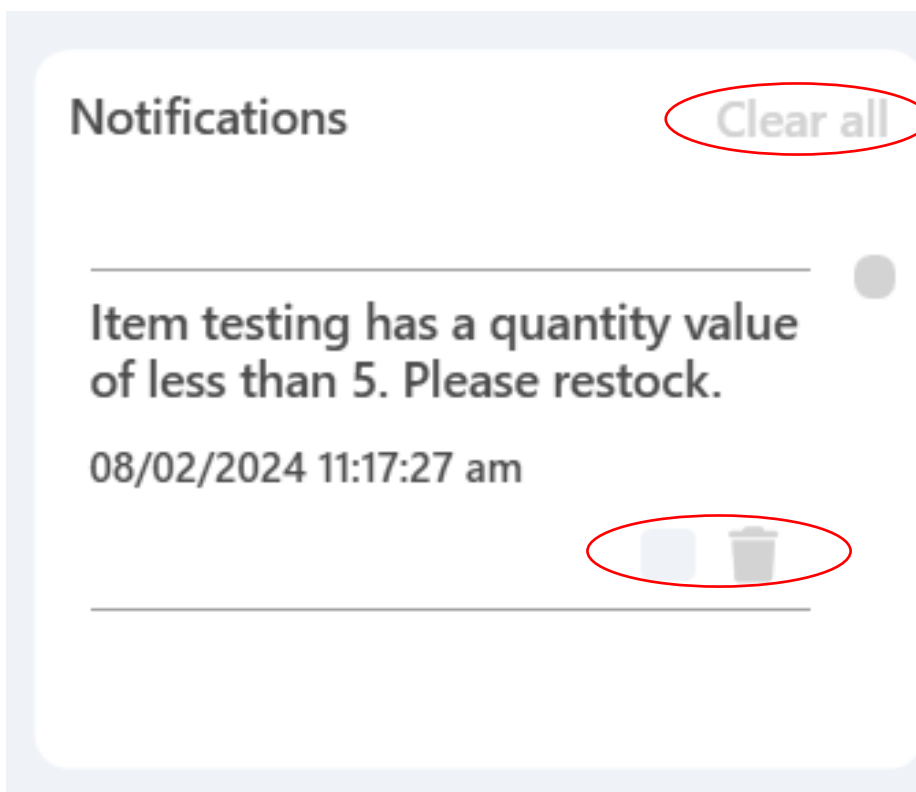 Notifications
Clear all
Item testing has a quantity value
of less than 5. Please restock.
08/02/2024 11:17:27 am